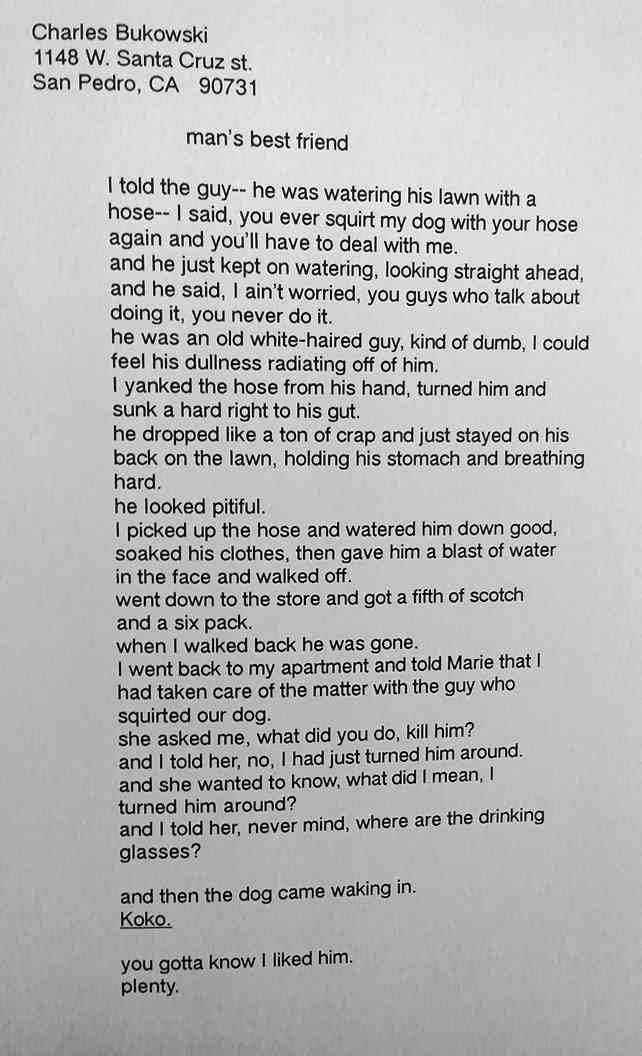 Charles Bukowski
1148 W. Santa Cruz st.
San Pedro, CA 90731
man's best friend
I told the guy-- he was watering his lawn with a
hose-- I said, you ever squirt my dog with your hose
again and you'll have to deal with me.
and he just kept on watering, looking straight ahead,
and he said, I ain't worried, you guys who talk about
doing it, you never do it.
he was an old white-haired guy, kind of dumb, I could
feel his dullness radiating off of him.
I yanked the hose from his hand, turned him and
sunk a hard right to his gut.
he dropped like a ton of crap and just stayed on his
back on the lawn, holding his stomach and breathing
hard.
he looked pitiful.
I picked up the hose and watered him down good,
soaked his clothes, then gave him a blast of water
in the face and walked off.
went down to the store and got a fifth of scotch
and a six pack.
when I walked back he was gone.
I went back to my apartment and told Marie that I
had taken care of the matter with the guy who
squirted our dog.
she asked me, what did you do, kill him?
and I told her, no, I had just turned him around.
and she wanted to know, what did I mean, I
turned him around?
and I told her, never mind, where are the drinking
glasses?
and then the dog came waking in.
Koko.
you gotta know I liked him.
plenty.